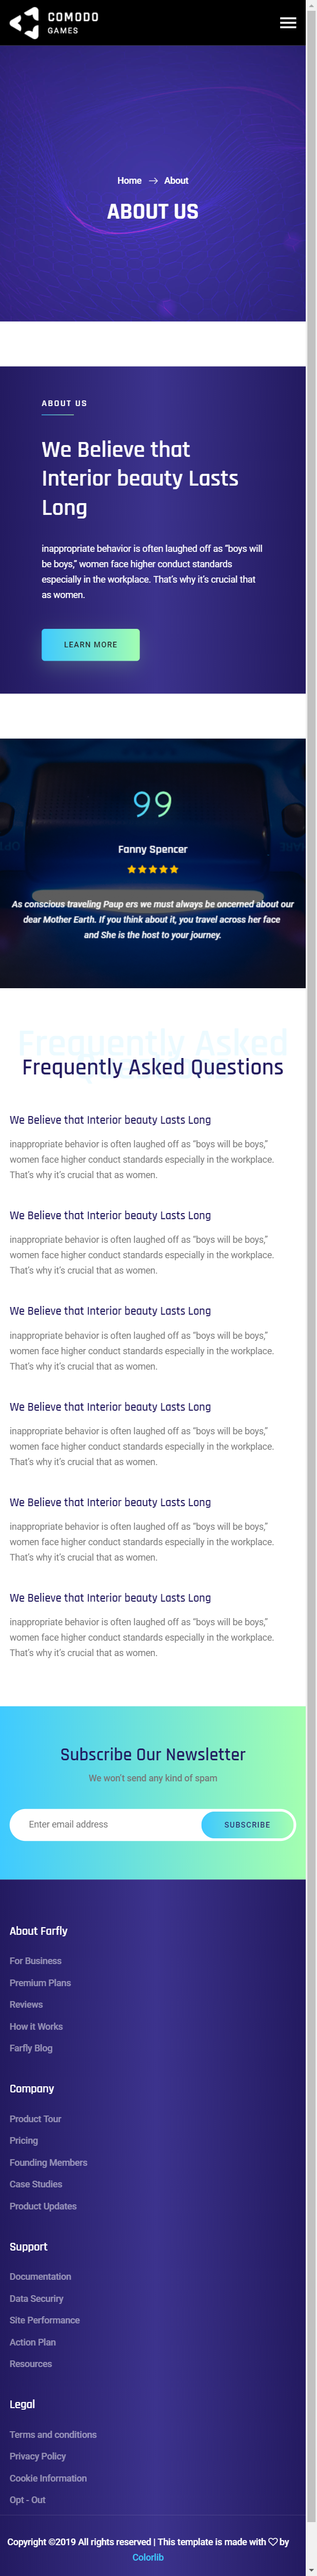 COMODO
GAMES
Home → About
ABOUT US
ABOUT US
We Believe that
Interior beauty Lasts
Long
inappropriate behavior is often laughed off as “boys will
be boys,” women face higher conduct standards
especially in the workplace. That’s why it’s crucial that
as women.
LEARN MORE
Fanny Spencer
As conscious traveling Paup ers we must always be oncerned about our
dear Mother Earth. If you think about it, you travel across her face
and She is the host to your journey.
Frequently Asked
Frequently Asked Questions
We Believe that Interior beauty Lasts Long
inappropriate behavior is often laughed off as “boys will be boys,”
women face higher conduct standards especially in the workplace.
That’s why it’s crucial that as women.
We Believe that Interior beauty Lasts Long
inappropriate behavior is often laughed off as “boys will be boys,”
women face higher conduct standards especially in the workplace.
That’s why it’s crucial that as women.
We Believe that Interior beauty Lasts Long
inappropriate behavior is often laughed off as “boys will be boys,”
women face higher conduct standards especially in the workplace.
That’s why it’s crucial that as women.
We Believe that Interior beauty Lasts Long
inappropriate behavior is often laughed off as “boys will be boys,”
women face higher conduct standards especially in the workplace.
That’s why it’s crucial that as women.
We Believe that Interior beauty Lasts Long
inappropriate behavior is often laughed off as “boys will be boys,”
women face higher conduct standards especially in the workplace.
That’s why it’s crucial that as women.
We Believe that Interior beauty Lasts Long
inappropriate behavior is often laughed off as “boys will be boys,”
women face higher conduct standards especially in the workplace.
That’s why it’s crucial that as women.
Subscribe Our Newsletter
We won’t send any kind of spam
Enter email address SUBSCRIBE
About Farfly
For Business
Premium Plans
Reviews
How it Works
Farfly Blog
Company
Product Tour
Pricing
Founding Members
Case Studies
Product Updates
Support
Documentation
Data Securiry
Site Performance
Action Plan
Resources
Legal
Terms and conditions
Privacy Policy
Cookie Information
Opt - Out
Copyright ©2019 All rights reserved | This template is made with ♡ by
Colorlib